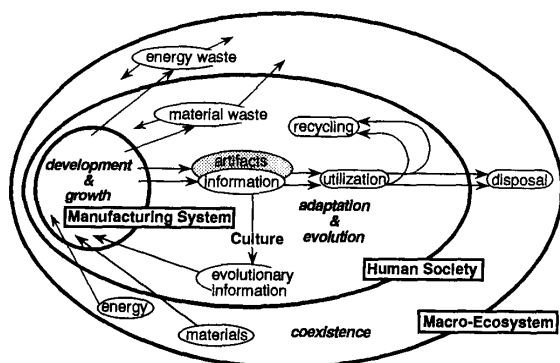 energy waste
material waste
recycling
development
&
growth
artifacts
information
utilization
disposal
Manufacturing System
adaptation
&
evolution
Culture
evolutionary
information
Human Society
energy
materials
coexistence
Macro-Ecosystem